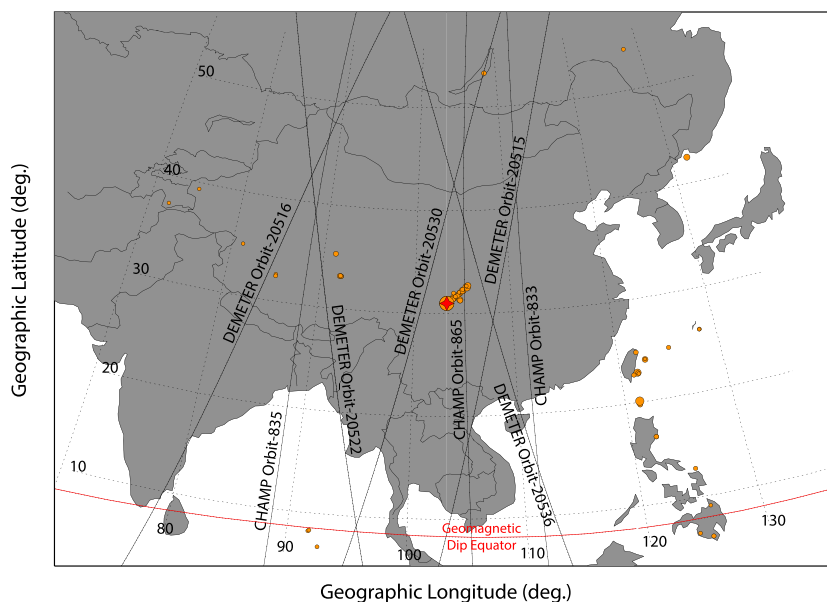 50
40
30
20
10
80
90
100
110
120
130
DEMETER Orbit-20516
DEMETER Orbit-20522
DEMETER Orbit-20530
DEMETER Orbit-20515
DEMETER Orbit-20536
CHAMP Orbit-835
CHAMP Orbit-865
CHAMP Orbit-833
Geomagnetic
Dip Equator
Geographic Latitude (deg.)
Geographic Longitude (deg.)